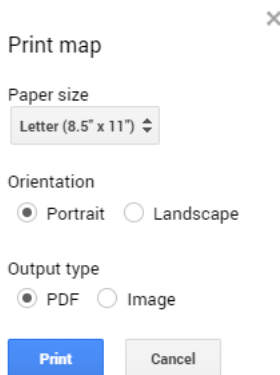 Print map
Paper size
Letter (8.5" x 11")
Orientation
Portrait Landscape
Output type
PDF Image
Print Cancel